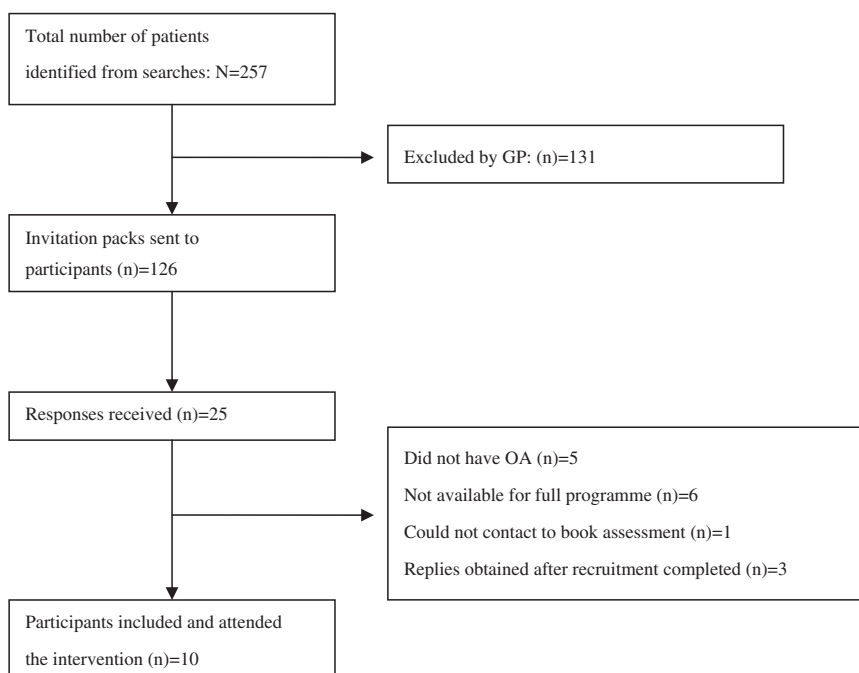 Total number of patients
identified from searches: N=257
Excluded by GP: (n)=131
Invitation packs sent to
participants (n)=126
Responses received (n)=25
Did not have OA (n)=5
Not available for full programme (n)=6
Could not contact to book assessment (n)=1
Replies obtained after recruitment completed (n)=3
Participants included and attended
the intervention (n)=10